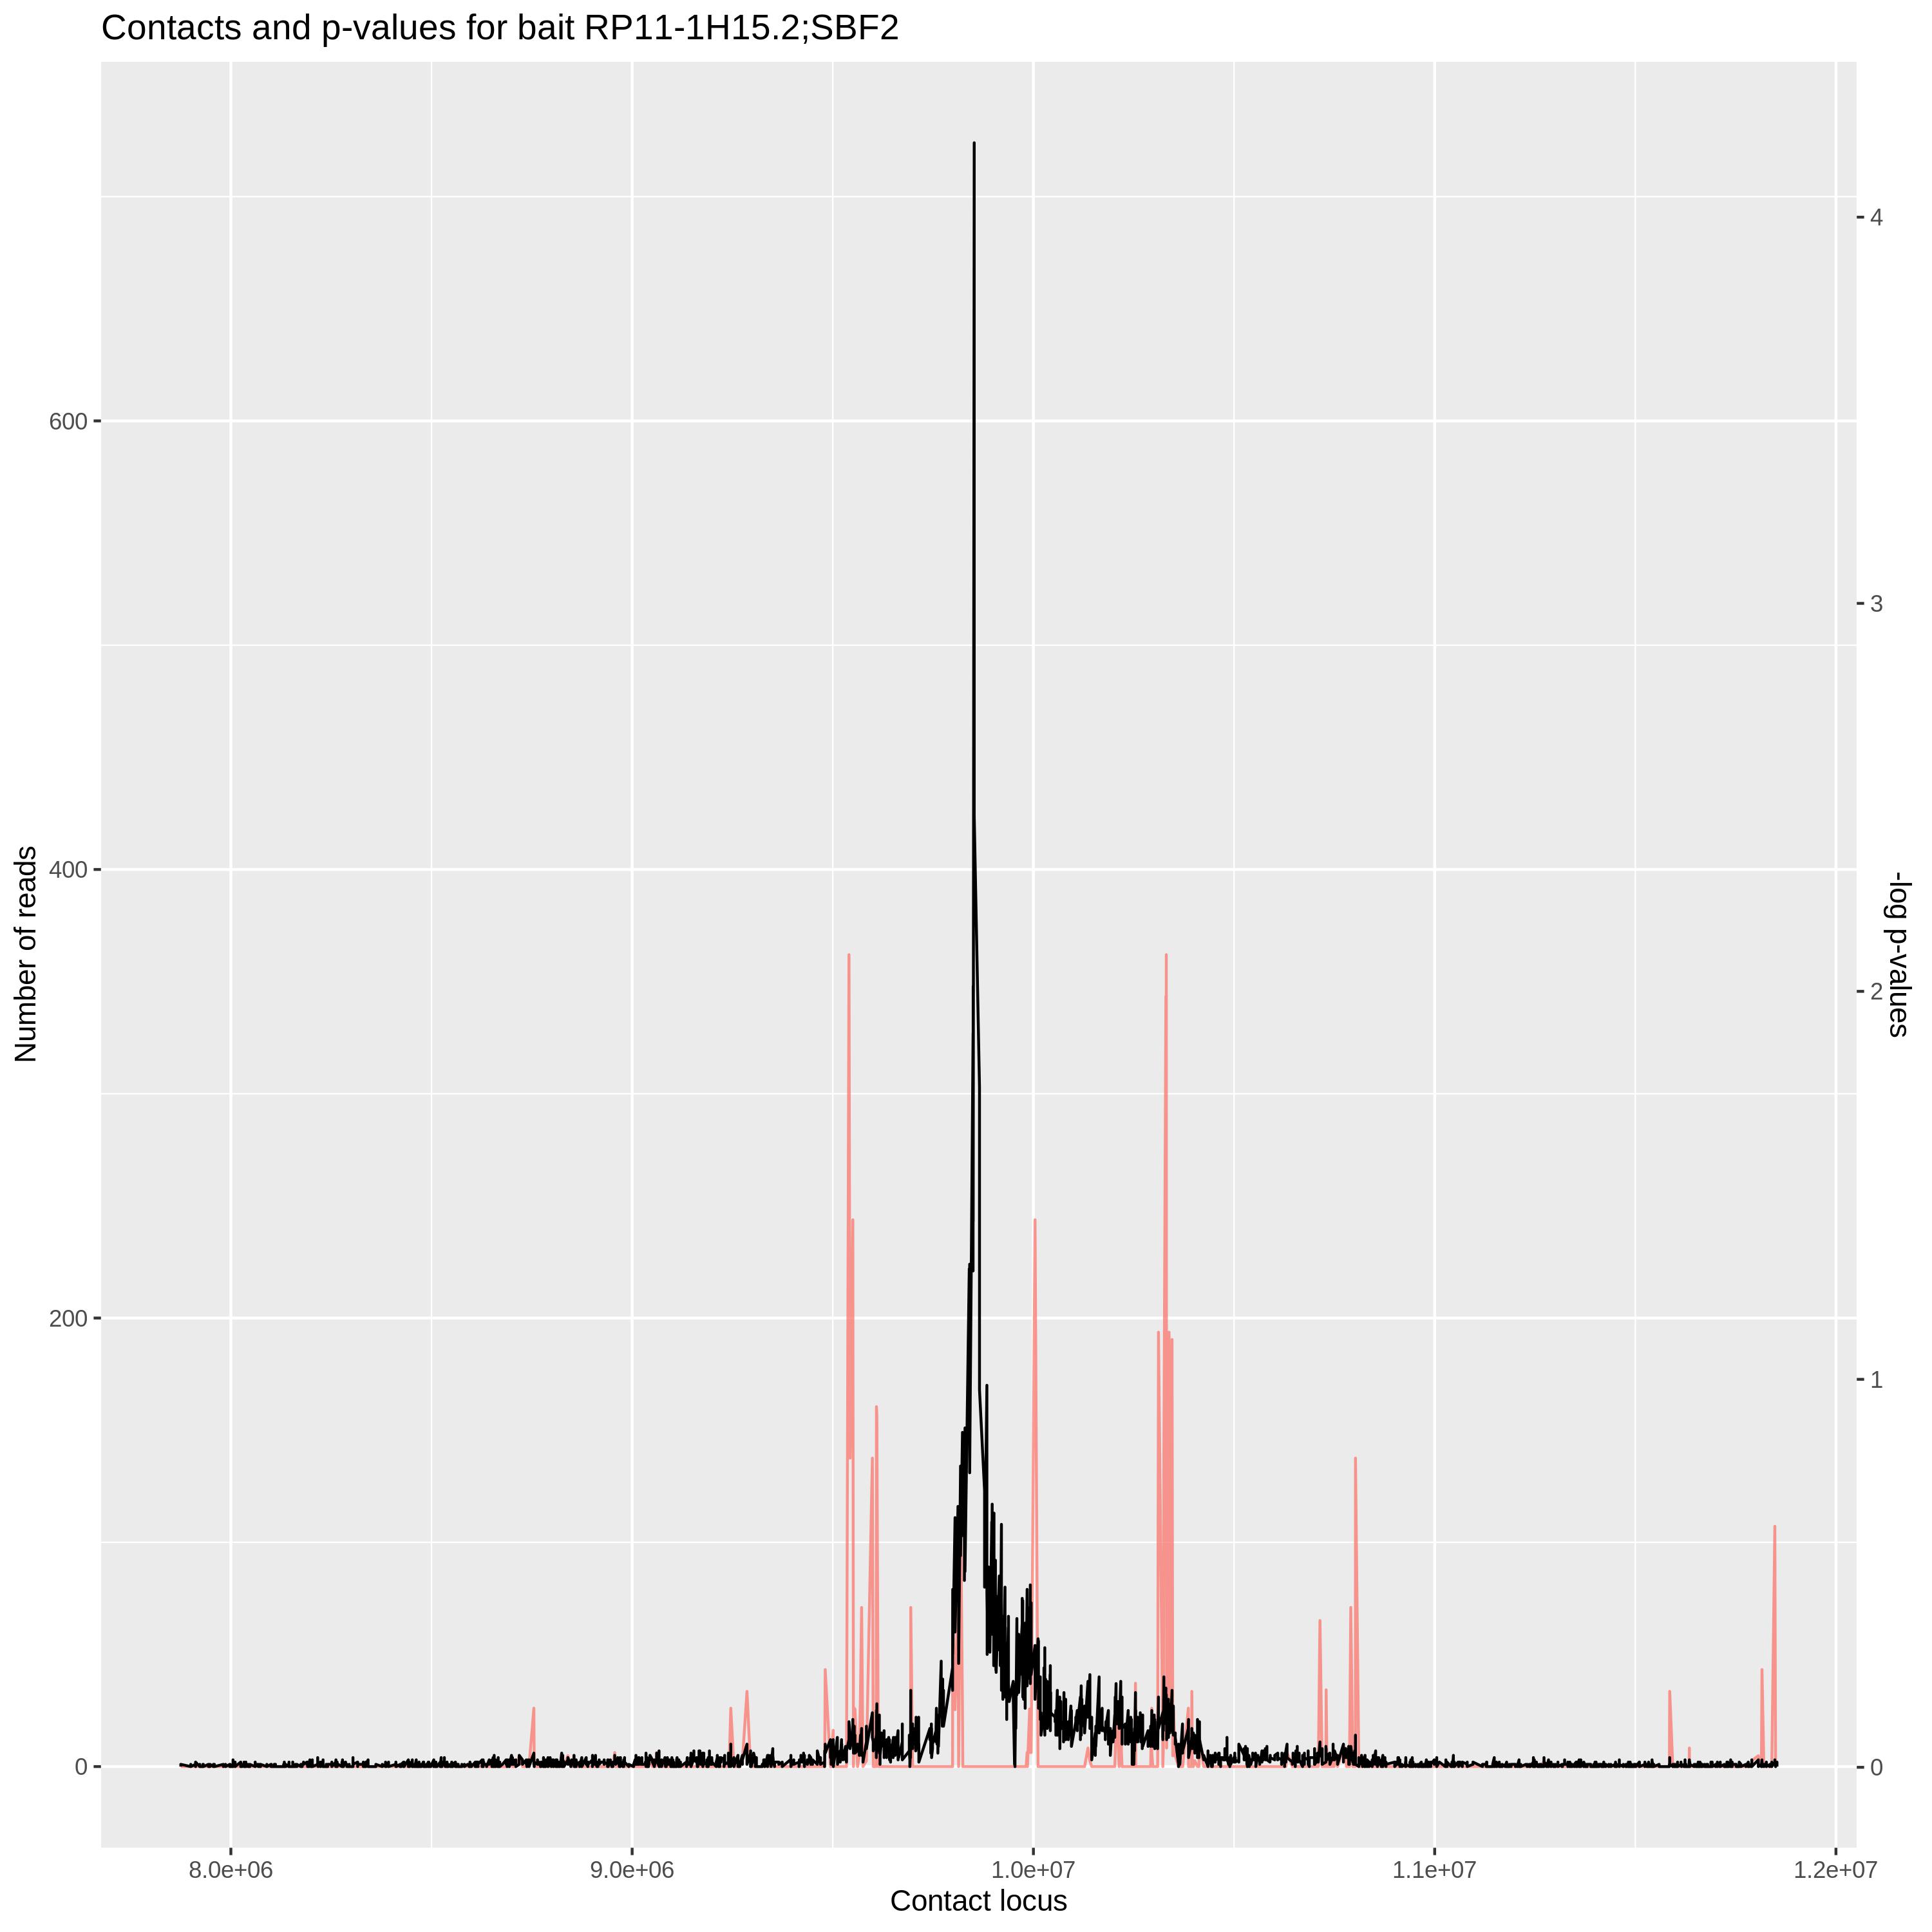 Contacts and p-values for bait RP11-1H15.2;SBF2
Number of reads
600
400
200
0
4
3
2
1
0
-log p-values
8.0e+06 9.0e+06 1.0e+07 1.1e+07 1.2e+07
Contact locus